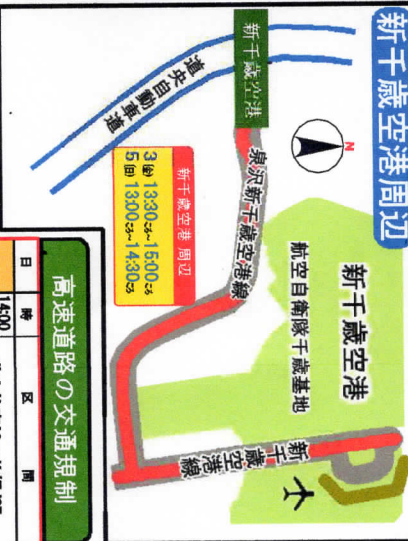 新千歳空港周辺
N
新千歳空港
道央自動車道
泉沢新千歳空港線
新千歳空港
航空自衛隊千歳基地
新千歳空港線
新千歳空港 周辺
3(金) 13:30ごろ~15:00ごろ
5(日) 13:00ごろ~14:30ごろ
高速道路の交通規制
日 時 区 間
14:00